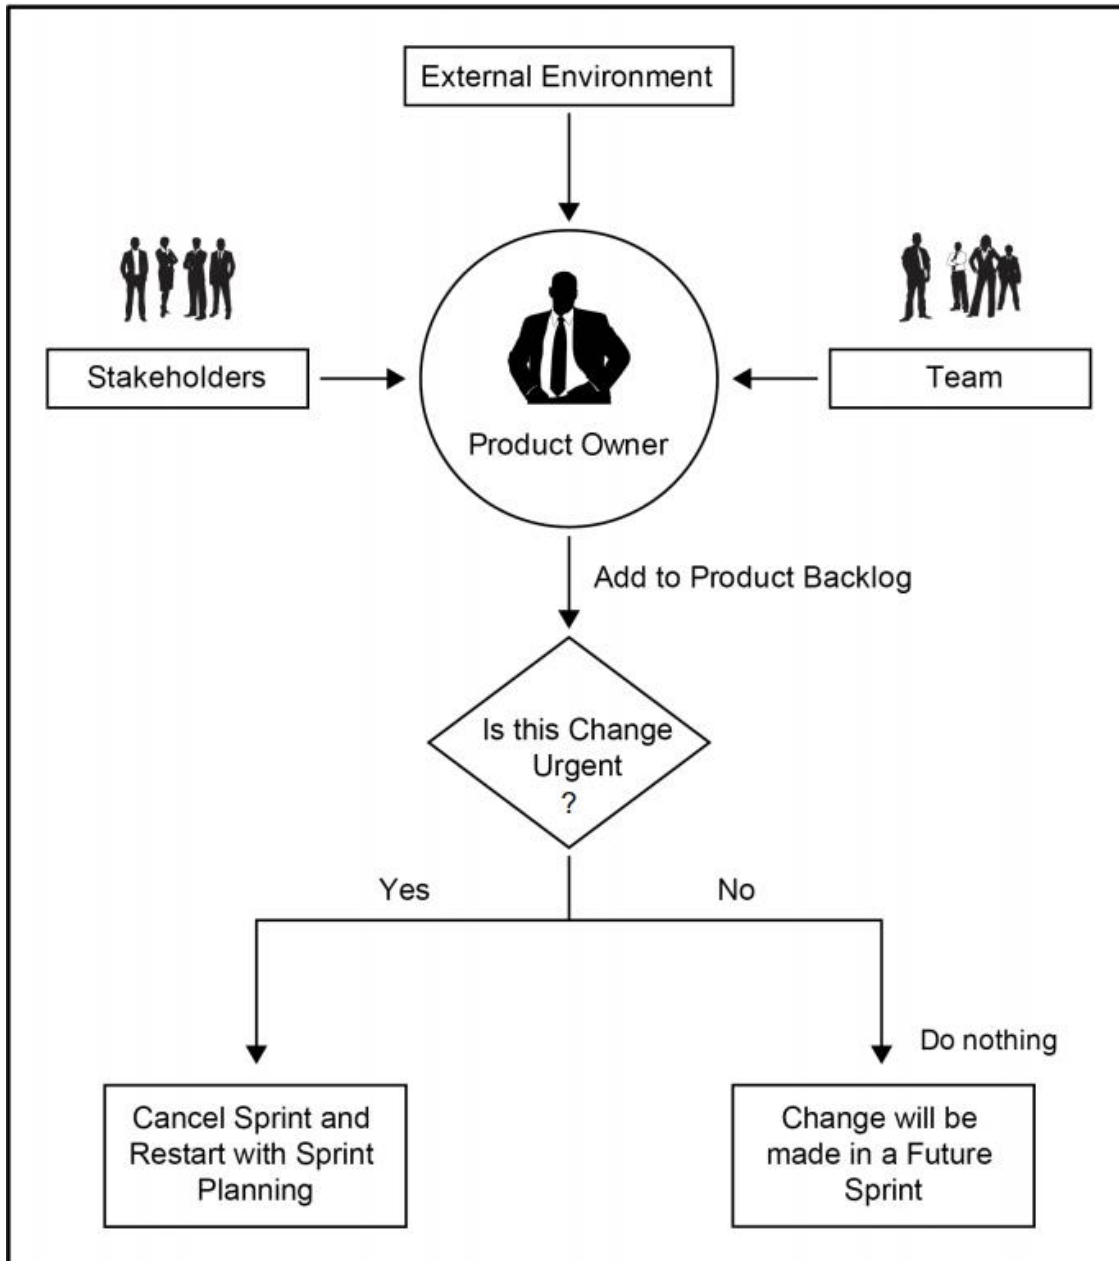 External Environment
Stakeholders
Team
Product Owner
Add to Product Backlog
Is this Change
Urgent
?
Yes
No
Do nothing
Cancel Sprint and
Restart with Sprint
Planning
Change will be
made in a Future
Sprint